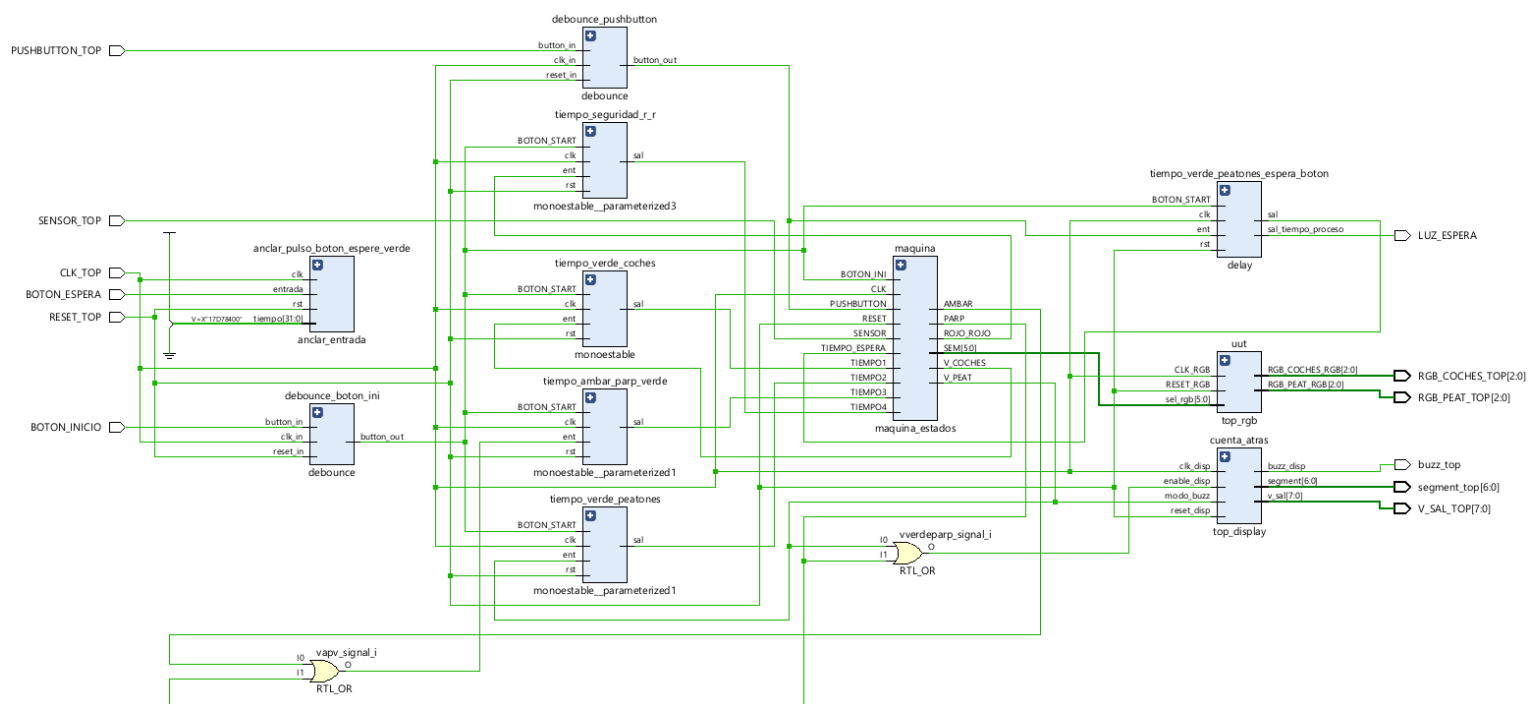 debounce_pushbutton
PUSHBUTTON_TOP
button_in
clk_in
reset_in
button_out
debounce
tiempo_seguridad_r_r
BOTON_START
clk
ent
rst
sal
monoestable__parameterized3
SENSOR_TOP
CLK_TOP
BOTON_ESPERA
RESET_TOP
anclar_pulso_boton_espere_verde
clk
entrada
rst
V=X"17D78400"
tiempo[31:0]
anclar_entrada
tiempo_verde_coches
BOTON_START
clk
ent
rst
sal
monoestable
tiempo_ambar_parp_verde
BOTON_START
clk
ent
rst
sal
monoestable__parameterized1
debounce_boton_ini
BOTON_INICIO
button_in
clk_in
reset_in
button_out
debounce
tiempo_verde_peatones
BOTON_START
clk
ent
rst
sal
monoestable__parameterized1
maquina
BOTON_INI
CLK
PUSHBUTTON
RESET
SENSOR
TIEMPO_ESPERA
TIEMPO1
TIEMPO2
TIEMPO3
TIEMPO4
AMBAR
PARP
ROJO_ROJO
SEM[5:0]
V_COCHES
V_PEAT
maquina_estados
tiempo_verde_peatones_espera_boton
BOTON_START
clk
ent
rst
sal
sal_tiempo_proceso
delay
LUZ_ESPERA
uut
CLK_RGB
RESET_RGB
sel_rgb[5:0]
RGB_COCHES_RGB[2:0]
RGB_PEAT_RGB[2:0]
top_rgb
RGB_COCHES_TOP[2:0]
RGB_PEAT_TOP[2:0]
cuenta_atras
clk_disp
enable_disp
modo_buzz
reset_disp
buzz_disp
segment[6:0]
v_sal[7:0]
top_display
buzz_top
segment_top[6:0]
V_SAL_TOP[7:0]
vverdeparp_signal_i
I0
I1
O
RTL_OR
vapv_signal_i
I0
I1
O
RTL_OR